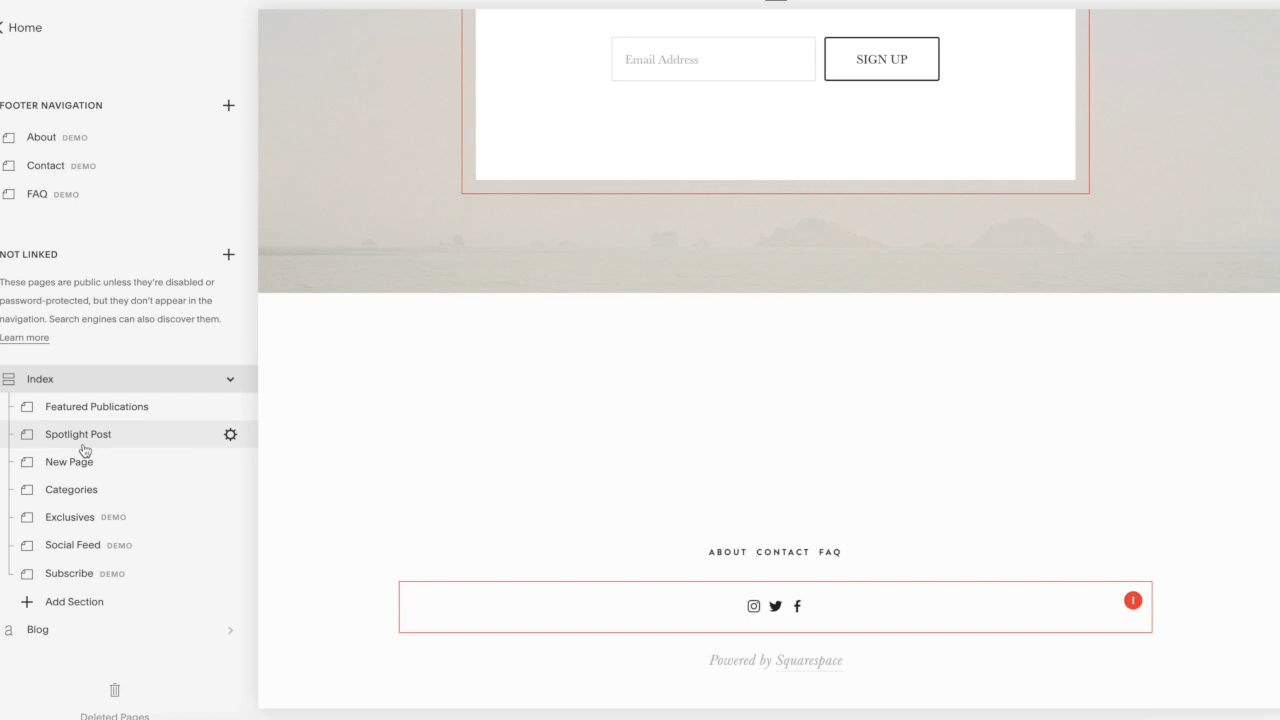 Home
FOOTER NAVIGATION
About DEMO
Contact DEMO
FAQ DEMO
NOT LINKED
These pages are public unless they're disabled or
password-protected, but they don't appear in the
navigation. Search engines can also discover them.
Learn more
Index
Featured Publications
Spotlight Post
New Page
Categories
Exclusives DEMO
Social Feed DEMO
Subscribe DEMO
Add Section
Blog
Deleted Pages
Email Address
SIGN UP
ABOUT CONTACT FAQ
Powered by Squarespace